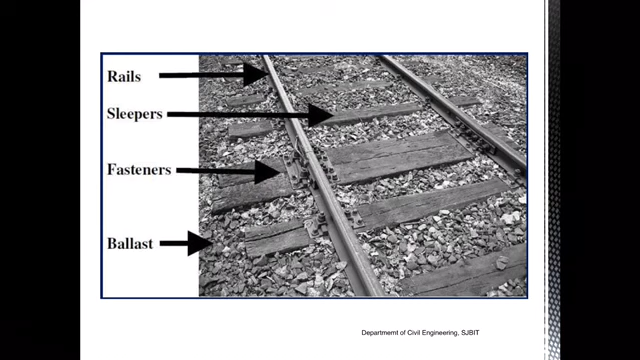 Rails
Sleepers
Fasteners
Ballast
Departmemt of Civil Engineering, SJBIT